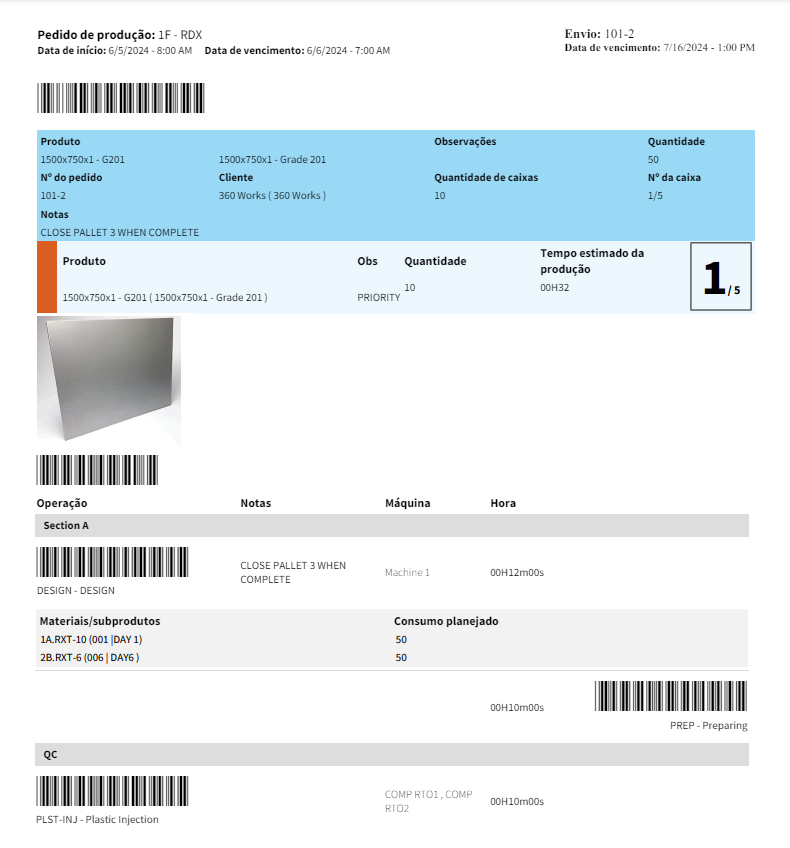 Pedido de produção: 1F - RDX
Data de início: 6/5/2024 - 8:00 AM Data de vencimento: 6/6/2024 - 7:00 AM
Envio: 101-2
Data de vencimento: 7/16/2024 - 1:00 PM
Produto Observações Quantidade
1500x750x1 - G201 1500x750x1 - Grade 201 50
Nº do pedido Cliente Quantidade de caixas Nº da caixa
101-2 360 Works ( 360 Works ) 10 1/5
Notas
CLOSE PALLET 3 WHEN COMPLETE
Produto Obs Quantidade Tempo estimado da
produção
1500x750x1 - G201 ( 1500x750x1 - Grade 201 ) PRIORITY 10 00H32
1/ 5
Operação Notas Máquina Hora
Section A
CLOSE PALLET 3 WHEN
COMPLETE
Machine 1 00H12m00s
DESIGN - DESIGN
Materiais/subprodutos Consumo planejado
1A.RXT-10 (001 |DAY 1) 50
2B.RXT-6 (006 | DAY6 ) 50
00H10m00s
PREP - Preparing
QC
COMP RTO1 , COMP
RTO2
00H10m00s
PLST-INJ - Plastic Injection